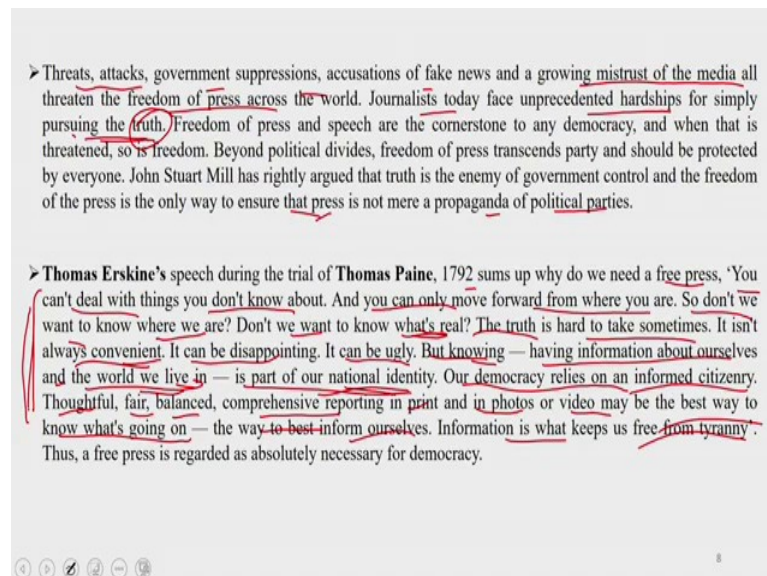 ➢ Threats, attacks, government suppressions, accusations of fake news and a growing mistrust of the media all
threaten the freedom of press across the world. Journalists today face unprecedented hardships for simply
pursuing the truth. Freedom of press and speech are the cornerstone to any democracy, and when that is
threatened, so is freedom. Beyond political divides, freedom of press transcends party and should be protected
by everyone. John Stuart Mill has rightly argued that truth is the enemy of government control and the freedom
of the press is the only way to ensure that press is not mere a propaganda of political parties.
➢ Thomas Erskine's speech during the trial of Thomas Paine, 1792 sums up why do we need a free press, 'You
can't deal with things you don't know about. And you can only move forward from where you are. So don't we
want to know where we are? Don't we want to know what's real? The truth is hard to take sometimes. It isn't
always convenient. It can be disappointing. It can be ugly. But knowing — having information about ourselves
and the world we live in — is part of our national identity. Our democracy relies on an informed citizenry.
Thoughtful, fair, balanced, comprehensive reporting in print and in photos or video may be the best way to
know what's going on — the way to best inform ourselves. Information is what keeps us free from tyranny'.
Thus, a free press is regarded as absolutely necessary for democracy.
8